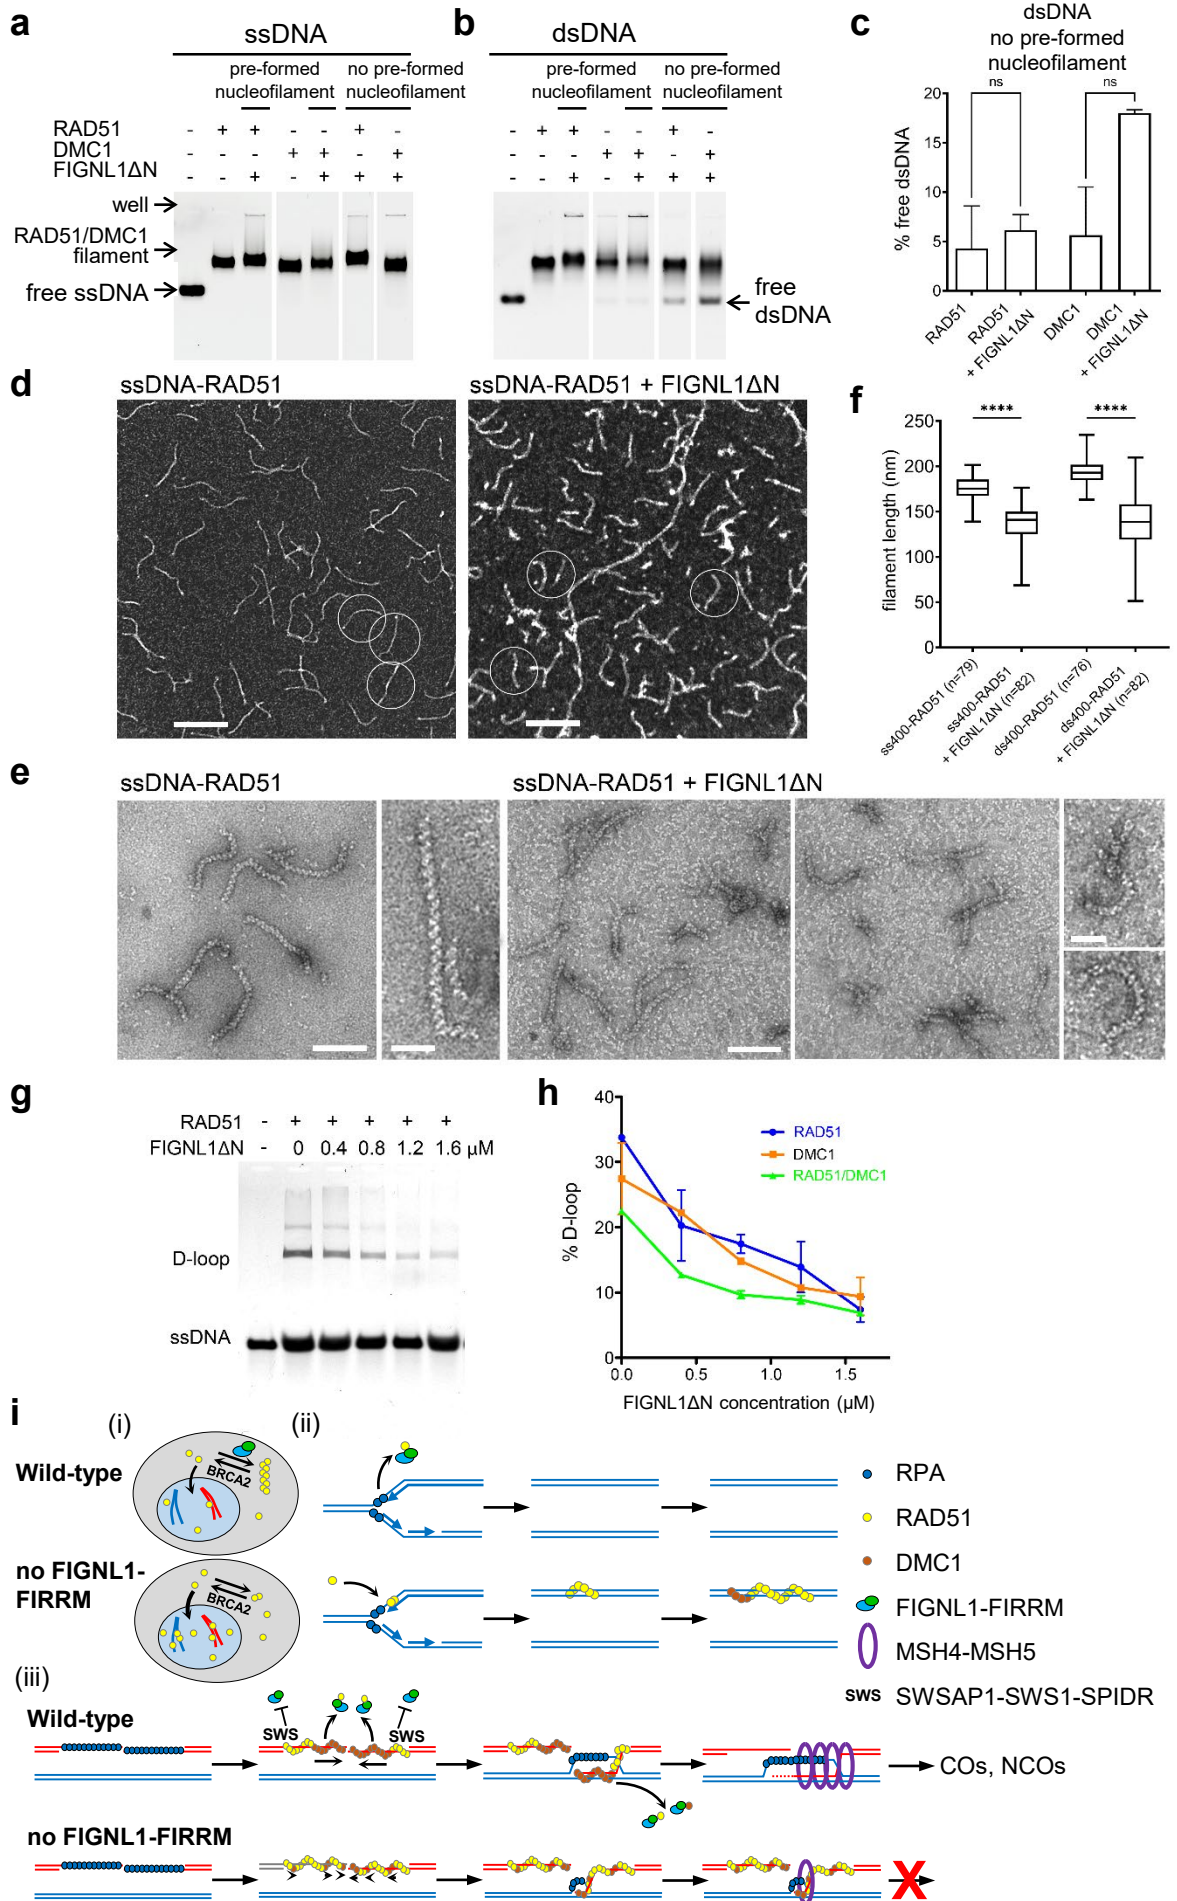 a
ssDNA
pre-formed nucleofilament
no pre-formed nucleofilament
RAD51 - + + - - + -
DMC1 - - - + + - +
FIGNL1ΔN - - + - + + +
well
RAD51/DMC1
filament
free ssDNA
b
dsDNA
pre-formed nucleofilament
no pre-formed nucleofilament
- + + - - + -
- - - + + - +
- - + - + + +
free
dsDNA
c
dsDNA
no pre-formed
nucleofilament
ns
ns
% free dsDNA
20
15
10
5
0
RAD51
RAD51
+ FIGNL1ΔN
DMC1
DMC1
+ FIGNL1ΔN
d
ssDNA-RAD51
ssDNA-RAD51 + FIGNL1ΔN
f
****
****
filament length (nm)
250
200
150
100
50
0
ss400-RAD51 (n=79)
ss400-RAD51
+ FIGNL1ΔN (n=82)
ds400-RAD51 (n=76)
ds400-RAD51
+ FIGNL1ΔN (n=82)
e
ssDNA-RAD51
ssDNA-RAD51 + FIGNL1ΔN
g
RAD51 - + + + + +
FIGNL1ΔN - 0 0.4 0.8 1.2 1.6 µM
D-loop
ssDNA
h
% D-loop
40
30
20
10
0
RAD51
DMC1
RAD51/DMC1
0.0 0.5 1.0 1.5
FIGNL1ΔN concentration (µM)
i
(i)
(ii)
Wild-type
BRCA2
no FIGNL1-
FIRRM
BRCA2
RPA
RAD51
DMC1
FIGNL1-FIRRM
MSH4-MSH5
SWS SWSAP1-SWS1-SPIDR
(iii)
Wild-type
SWS
SWS
COs, NCOs
no FIGNL1-FIRRM
X